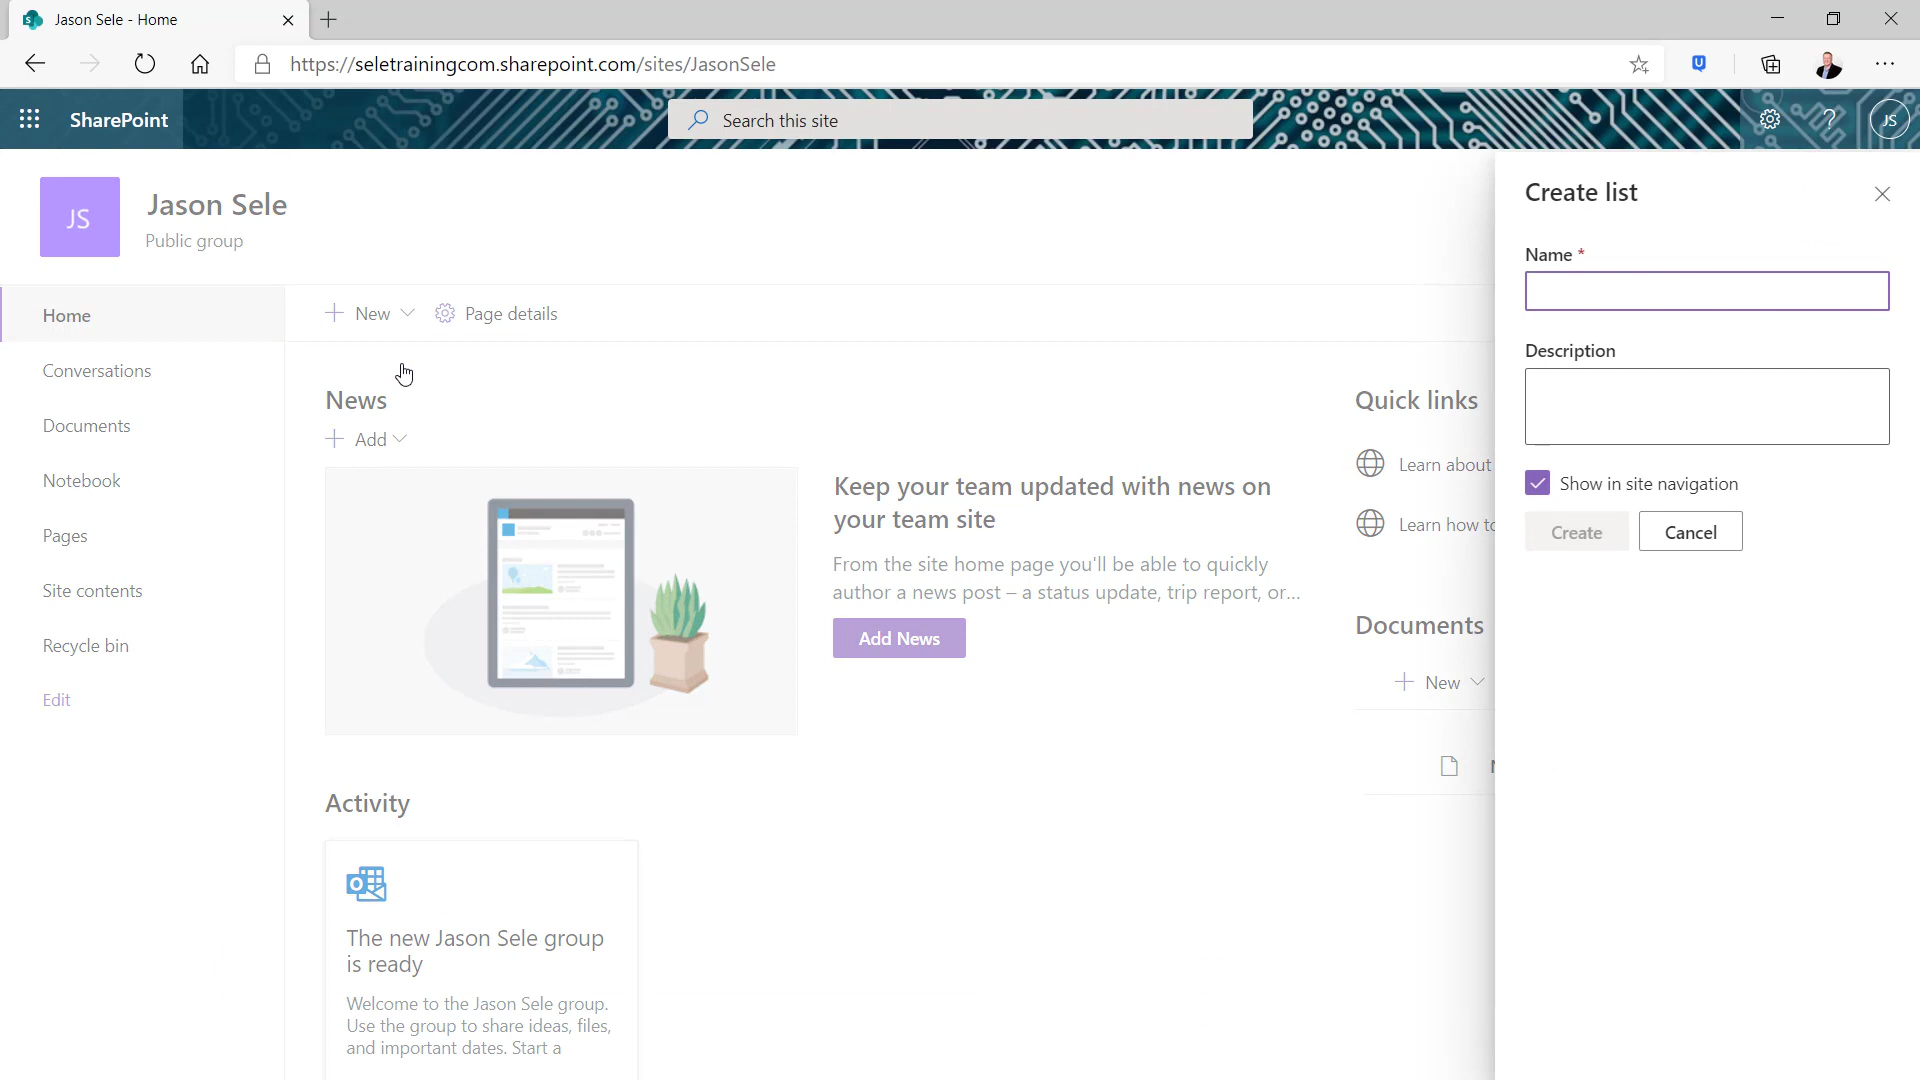 Jason Sele - Home
https://seletrainingcom.sharepoint.com/sites/JasonSele
SharePoint
Search this site
JS
JS
Jason Sele
Public group
Home
Conversations
Documents
Notebook
Pages
Site contents
Recycle bin
Edit
New
Page details
News
Add
Keep your team updated with news on
your team site
From the site home page you'll be able to quickly
author a news post – a status update, trip report, or...
Add News
Activity
The new Jason Sele group
is ready
Welcome to the Jason Sele group.
Use the group to share ideas, files,
and important dates. Start a
Quick links
Learn about
Learn how to
Documents
New
Create list
Name *
Description
Show in site navigation
Create
Cancel